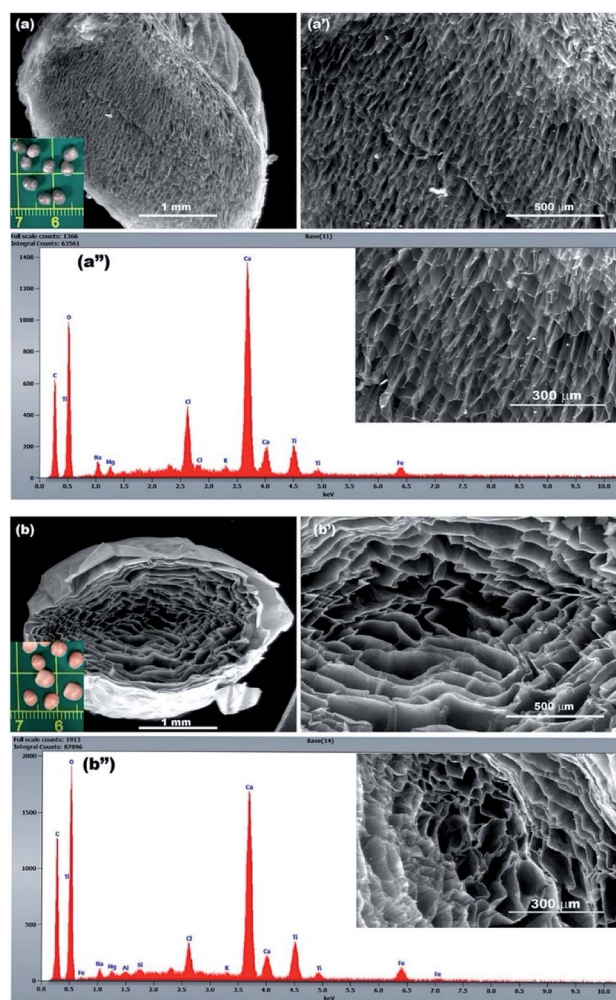 (a)
1 mm
7 6
(a')
500 µm
Full scale counts: 1366
Integral Counts: 63561
Base(11)
(a")
1400
1200
1000
800
600
400
200
0
C
Ti
O
Na
Mg
Cl
Cl
K
Ca
Ca
Ti
Ti
Fe
300 µm
0.0 0.5 1.0 1.5 2.0 2.5 3.0 3.5 4.0 4.5 5.0 5.5 6.0 6.5 7.0 7.5 8.0 8.5 9.0 9.5 10.0
keV
(b)
1 mm
7 6
(b')
500 µm
Full scale counts: 1913
Integral Counts: 87896
Base(14)
(b")
2000
1500
1000
500
0
C
Ti
O
Fe
Na
Mg
Al
Si
Cl
K
Ca
Ca
Ti
Ti
Fe
Fe
300 µm
0.0 0.5 1.0 1.5 2.0 2.5 3.0 3.5 4.0 4.5 5.0 5.5 6.0 6.5 7.0 7.5 8.0 8.5 9.0 9.5 10.0
keV